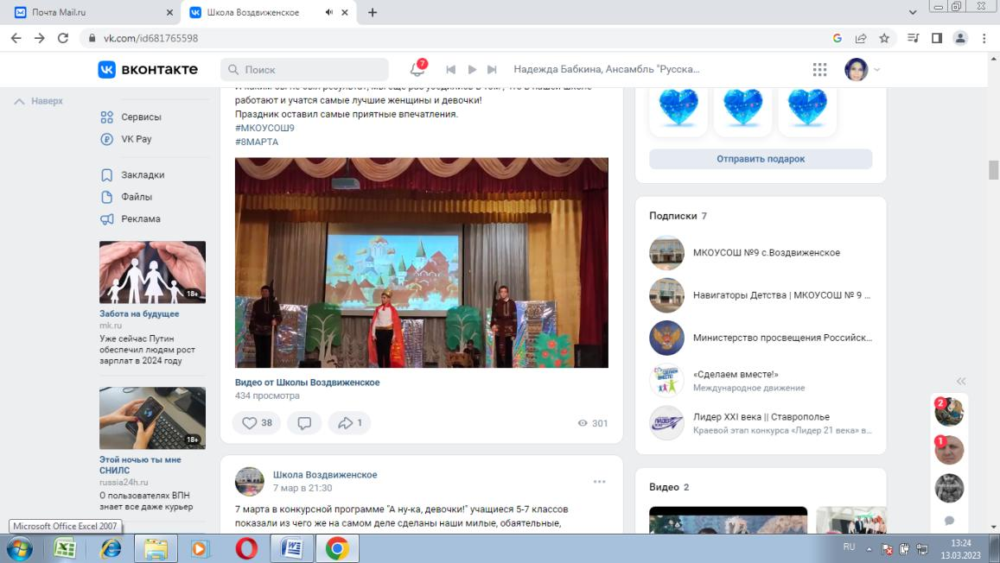 Почта Mail.ru
Школа Воздвиженское
vk.com/id681765598
ВКОНТАКТЕ
Поиск
7
Надежда Бабкина, Ансамбль "Русска...
Наверх
Сервисы
VK Pay
Закладки
Файлы
Реклама
18+
Забота на будущее
mk.ru
Уже сейчас Путин
обеспечил людям рост
зарплат в 2024 году
18+
Этой ночью ты мне
СНИЛС
russia24h.ru
О пользователях ВПН
знает все даже курьер
И каким бы не был результат, мы еще раз убедились в том , что в нашей школе
работают и учатся самые лучшие женщины и девочки!
Праздник оставил самые приятные впечатления.
#МКОУСОШ9
#8МАРТА
Видео от Школы Воздвиженское
434 просмотра
38
1
301
Школа Воздвиженское
7 мар в 21:30
7 марта в конкурсной программе "А ну-ка, девочки!" учащиеся 5-7 классов
показали из чего же на самом деле сделаны наши милые, обаятельные,
Отправить подарок
Подписки 7
МКОУСОШ №9 с.Воздвиженское
Навигаторы Детства | МКОУСОШ № 9 ...
Министерство просвещения Российск...
«Сделаем вместе!»
Международное движение
Лидер XXI века || Ставрополье
Краевой этап конкурса «Лидер 21 века» в...
Видео 2
2
1
Microsoft Office Excel 2007
RU
13:24
13.03.2023